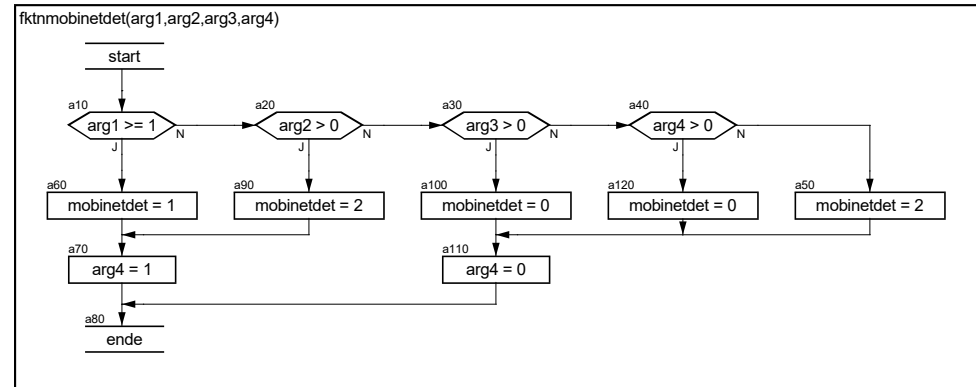 fktnmobinetdet(arg1,arg2,arg3,arg4)
start
a10
arg1 >= 1
N
J
a20
arg2 > 0
N
J
a30
arg3 > 0
N
J
a40
arg4 > 0
N
J
a60
mobinetdet = 1
a90
mobinetdet = 2
a100
mobinetdet = 0
a120
mobinetdet = 0
a50
mobinetdet = 2
a70
arg4 = 1
a110
arg4 = 0
a80
ende